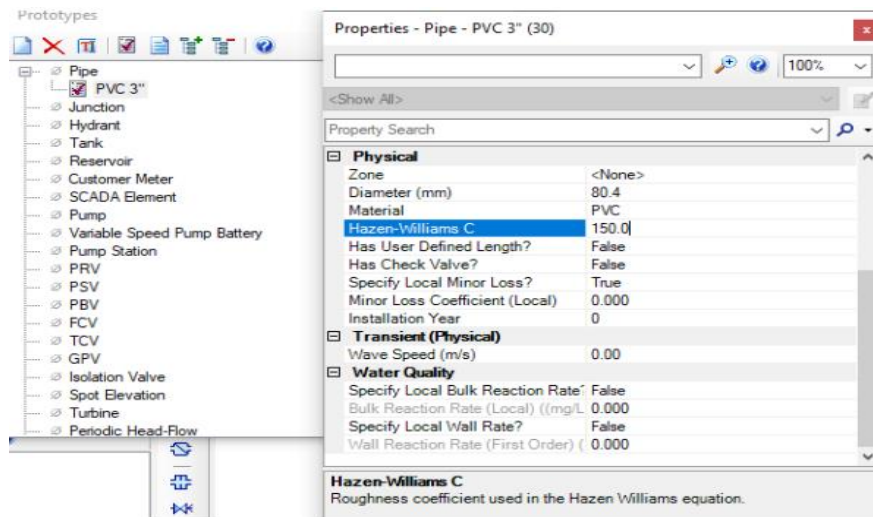 Prototypes
Pipe
PVC 3"
Junction
Hydrant
Tank
Reservoir
Customer Meter
SCADA Element
Pump
Variable Speed Pump Battery
Pump Station
PRV
PSV
PBV
FCV
TCV
GPV
Isolation Valve
Spot Elevation
Turbine
Periodic Head-Flow
Properties - Pipe - PVC 3" (30)
x
100%
<Show All>
Property Search
Physical
Zone <None>
Diameter (mm) 80.4
Material PVC
Hazen-Williams C 150.0
Has User Defined Length? False
Has Check Valve? False
Specify Local Minor Loss? True
Minor Loss Coefficient (Local) 0.000
Installation Year 0
Transient (Physical)
Wave Speed (m/s) 0.00
Water Quality
Specify Local Bulk Reaction Rate? False
Bulk Reaction Rate (Local) ((mg/L 0.000
Specify Local Wall Rate? False
Wall Reaction Rate (First Order) ( 0.000
Hazen-Williams C
Roughness coefficient used in the Hazen Williams equation.